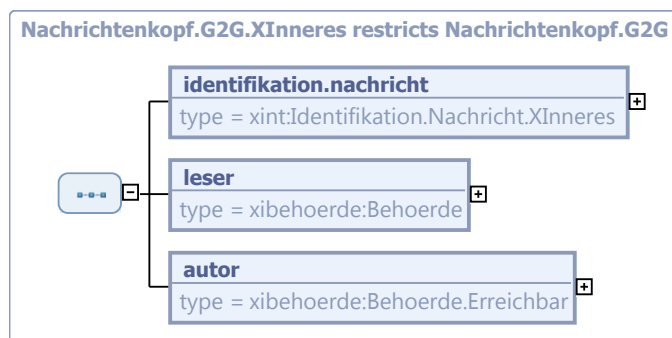 Nachrichtenkopf.G2G.XInneres restricts Nachrichtenkopf.G2G
identifikation.nachricht
type = xint:Identifikation.Nachricht.XInneres
leser
type = xibehoerde:Behoerde
autor
type = xibehoerde:Behoerde.Erreichbar